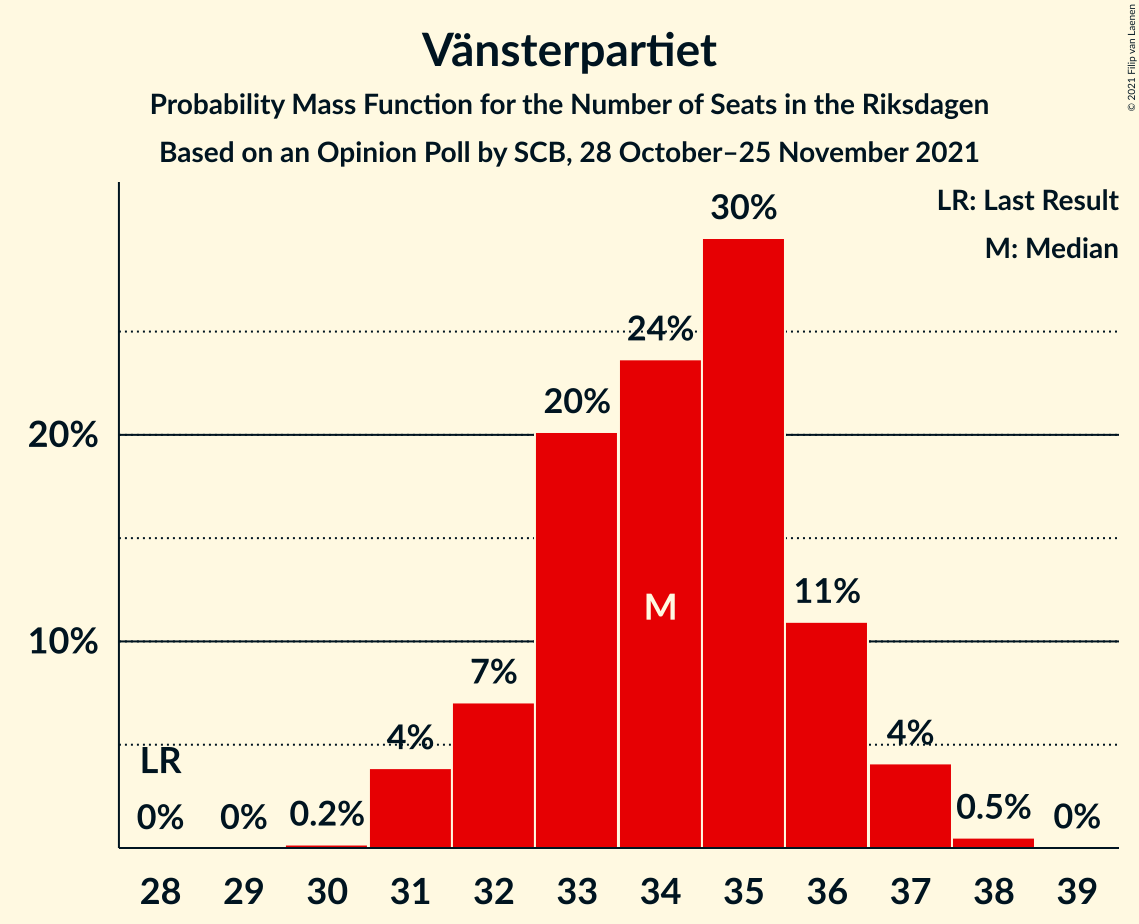 Vänsterpartiet
Probability Mass Function for the Number of Seats in the Riksdagen
Based on an Opinion Poll by SCB, 28 October–25 November 2021
© 2021 Filip van Laenen
LR: Last Result
M: Median
30%
24%
20%
20%
M
11%
10%
7%
4%
4%
LR
0%
0%
0.2%
0.5%
0%
28 29 30 31 32 33 34 35 36 37 38 39